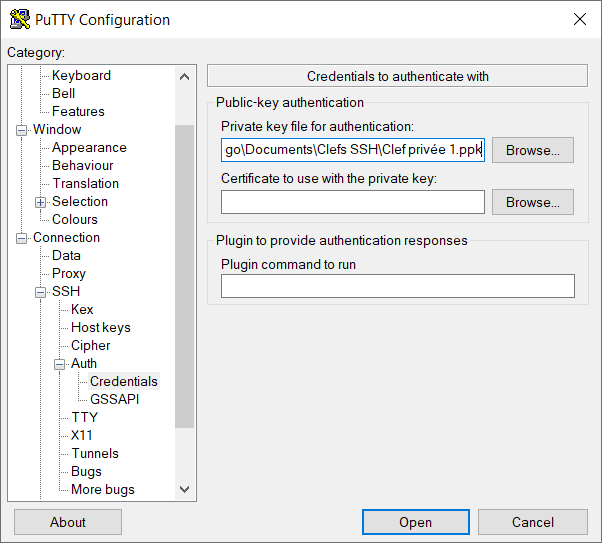 PuTTY Configuration
Category:
Keyboard
Bell
Features
Window
Appearance
Behaviour
Translation
Selection
Colours
Connection
Data
Proxy
SSH
Kex
Host keys
Cipher
Auth
Credentials
GSSAPI
TTY
X11
Tunnels
Bugs
More bugs
Credentials to authenticate with
Public-key authentication
Private key file for authentication:
go\Documents\Clefs SSH\Clef privée 1.ppk
Browse...
Certificate to use with the private key:
Browse...
Plugin to provide authentication responses
Plugin command to run
About
Open
Cancel